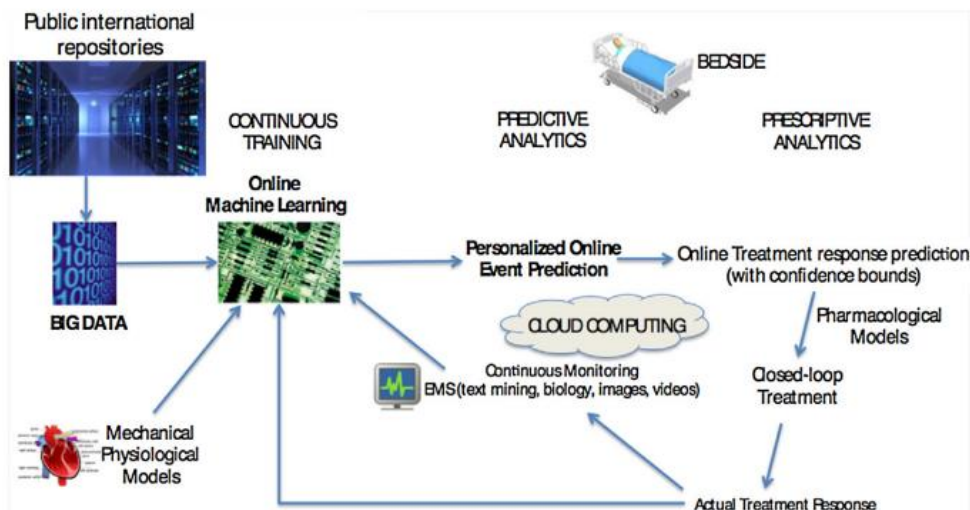 Public international
repositories
BEDSIDE
CONTINUOUS
TRAINING
PREDICTIVE
ANALYTICS
PRESCRIPTIVE
ANALYTICS
Online
Machine Learning
BIG DATA
Personalized Online
Event Prediction
Online Treatment response prediction
(with confidence bounds)
CLOUD COMPUTING
Pharmacological
Models
Continuous Monitoring
EMS (text mining, biology, images, videos)
Closed-loop
Treatment
Mechanical
Physiological
Models
Actual Treatment Response